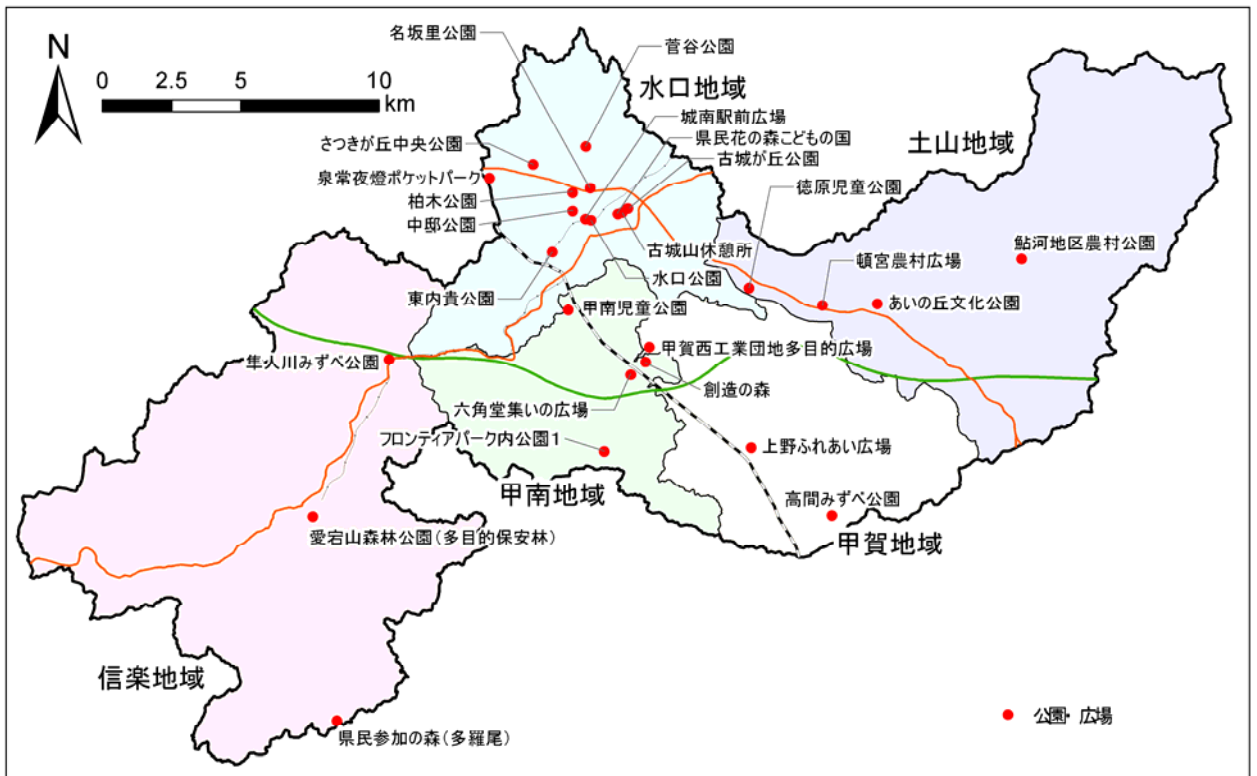 名坂里公園
菅谷公園
N
0 2.5 5 10
km
水口地域
城南駅前広場
県民花の森こどもの国
古城が丘公園
さつきが丘中央公園
泉常夜燈ポケットパーク
柏木公園
中邸公園
土山地域
徳原児童公園
鮎河地区農村公園
古城山休憩所
頓宮農村広場
水口公園
あいの丘文化公園
東内貴公園
甲南児童公園
甲賀西工業団地多目的広場
隼人川みずべ公園
創造の森
六角堂集いの広場
フロンティアパーク内公園1
上野ふれあい広場
甲南地域
高間みずべ公園
甲賀地域
愛宕山森林公園(多目的保安林)
信楽地域
公園・広場
県民参加の森(多羅尾)